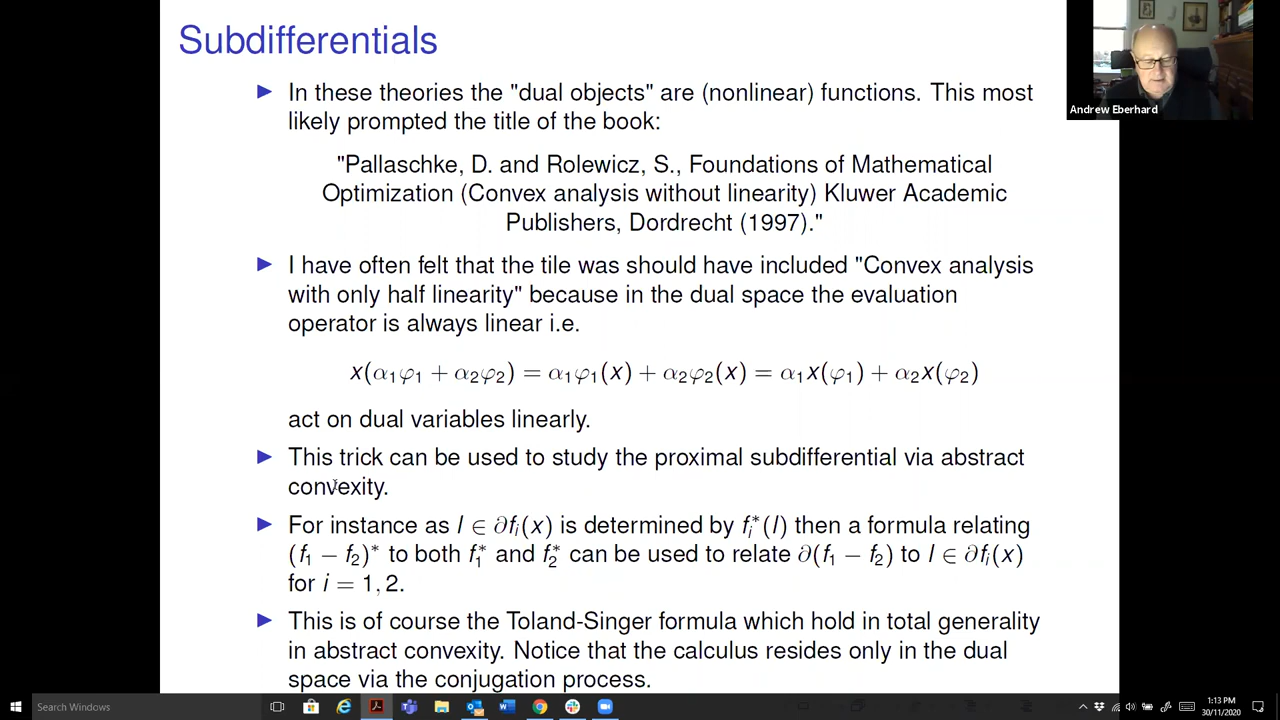 Subdifferentials
In these theories the "dual objects" are (nonlinear) functions. This most
likely prompted the title of the book:
"Pallaschke, D. and Rolewicz, S., Foundations of Mathematical
Optimization (Convex analysis without linearity) Kluwer Academic
Publishers, Dordrecht (1997)."
I have often felt that the tile was should have included "Convex analysis
with only half linearity" because in the dual space the evaluation
operator is always linear i.e.
x(α₁φ₁ + α₂φ₂) = α₁φ₁(x) + α₂φ₂(x) = α₁x(φ₁) + α₂x(φ₂)
act on dual variables linearly.
This trick can be used to study the proximal subdifferential via abstract
convexity.
For instance as l ∈ ∂fᵢ(x) is determined by fᵢ*(l) then a formula relating
(f₁ − f₂)* to both f₁* and f₂* can be used to relate ∂(f₁ − f₂) to l ∈ ∂fᵢ(x)
for i = 1, 2.
This is of course the Toland-Singer formula which hold in total generality
in abstract convexity. Notice that the calculus resides only in the dual
space via the conjugation process.
Andrew Eberhard
Search Windows
1:13 PM
30/11/2020